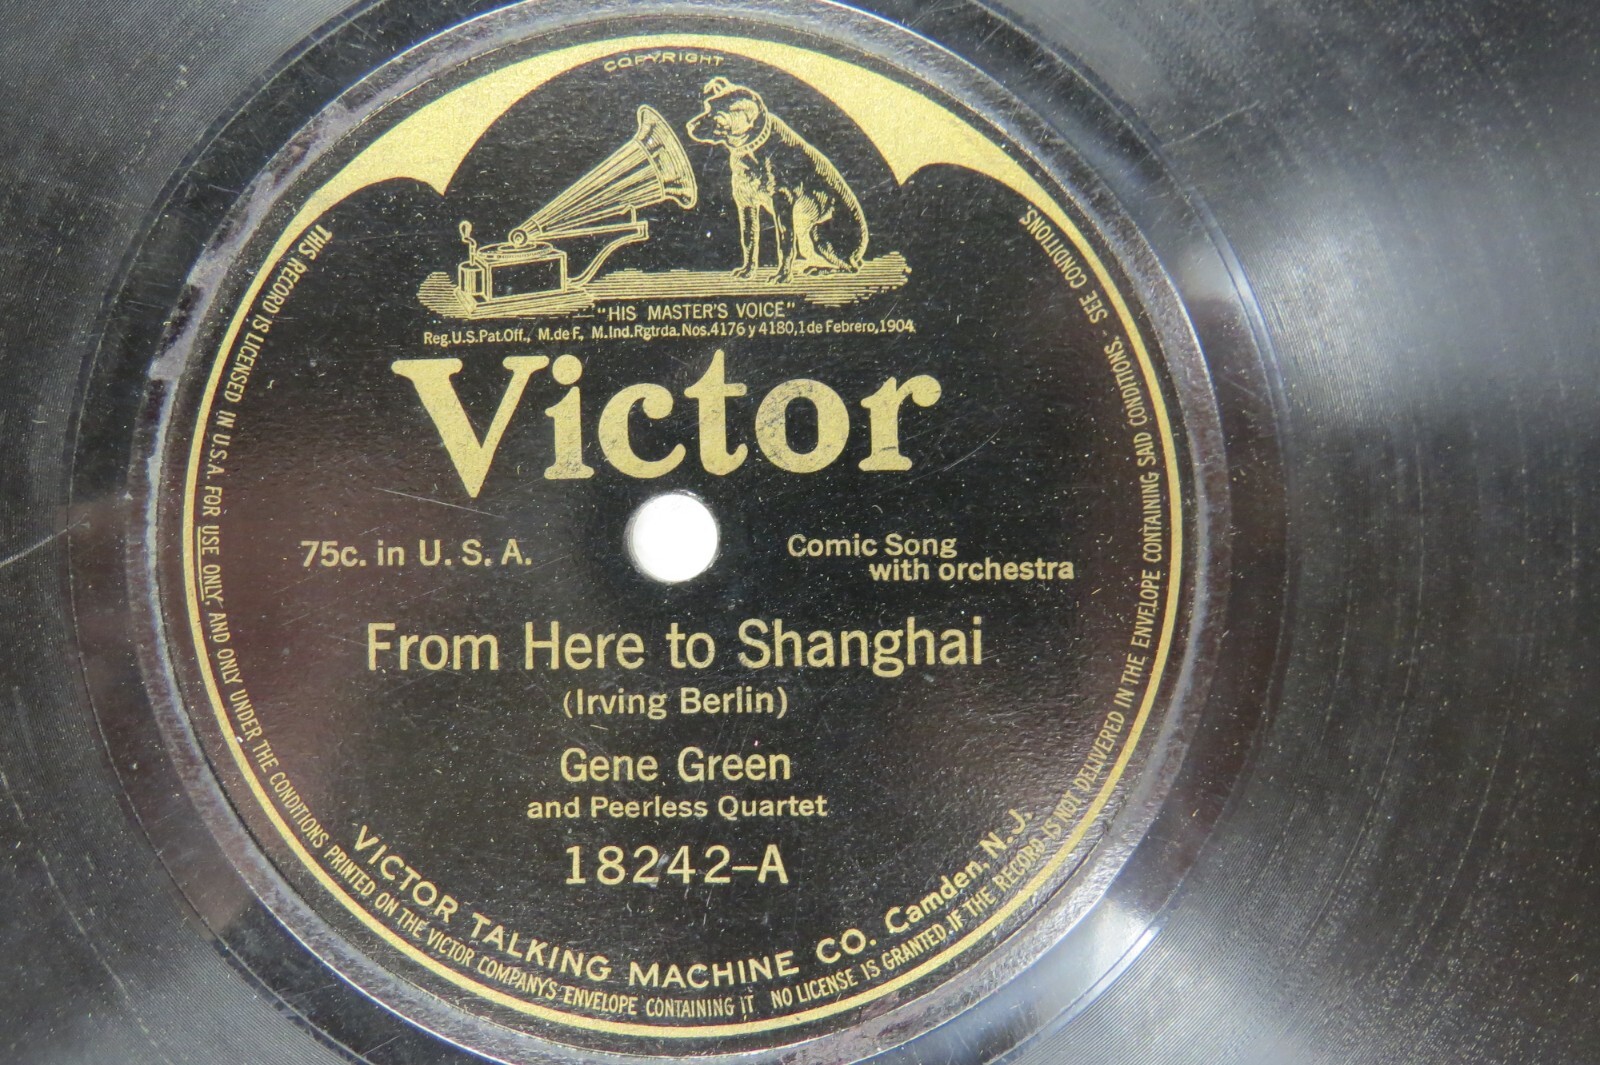 COPYRIGHT
"HIS MASTER'S VOICE"
Reg.U.S.Pat.Off., M.de F., M.Ind.Rgtrda.Nos.4176 y 4180,1 de Febrero,1904
Victor
75c. in U. S. A.
Comic Song
with orchestra
From Here to Shanghai
(Irving Berlin)
Gene Green
and Peerless Quartet
18242-A
VICTOR TALKING MACHINE CO. Camden, N. J.
THIS RECORD IS LICENSED IN U.S.A. FOR USE ONLY, AND ONLY UNDER THE CONDITIONS PRINTED ON THE VICTOR COMPANYS ENVELOPE CONTAINING IT. NO LICENSE IS GRANTED IF THE RECORD IS NOT DELIVERED IN THE ENVELOPE CONTAINING SAID CONDITIONS. SEE CONDITIONS